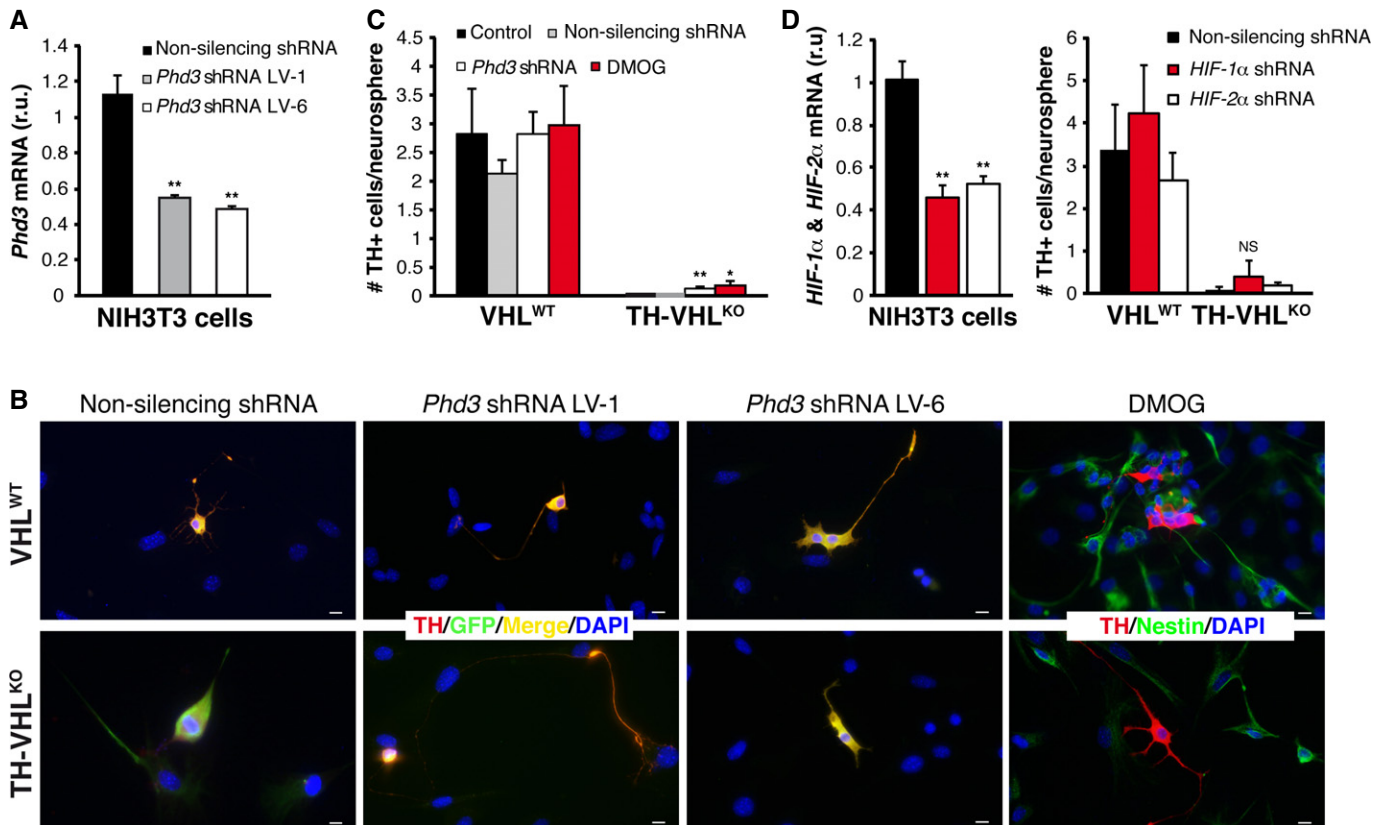 A
Phd3 mRNA (r.u.)
1.4
1.2
1
0.8
0.6
0.4
0.2
0
Non-silencing shRNA
Phd3 shRNA LV-1
Phd3 shRNA LV-6
**
**
NIH3T3 cells
C
# TH+ cells/neurosphere
4.5
4
3.5
3
2.5
2
1.5
1
0.5
0
Control
Non-silencing shRNA
Phd3 shRNA
DMOG
**
*
VHLWT
TH-VHLKO
D
HIF-1α & HIF-2α mRNA (r.u)
1.2
1
0.8
0.6
0.4
0.2
0
**
**
NIH3T3 cells
# TH+ cells/neurosphere
6
5
4
3
2
1
0
Non-silencing shRNA
HIF-1α shRNA
HIF-2α shRNA
NS
VHLWT
TH-VHLKO
B
Non-silencing shRNA
Phd3 shRNA LV-1
Phd3 shRNA LV-6
DMOG
VHLWT
TH/GFP/Merge/DAPI
TH/Nestin/DAPI
TH-VHLKO